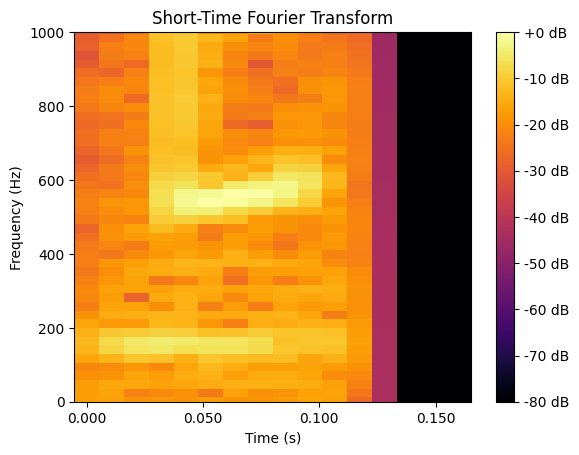 Short-Time Fourier Transform
1000
800
600
400
200
0
Frequency (Hz)
0.000
0.050
0.100
0.150
Time (s)
+0 dB
-10 dB
-20 dB
-30 dB
-40 dB
-50 dB
-60 dB
-70 dB
-80 dB